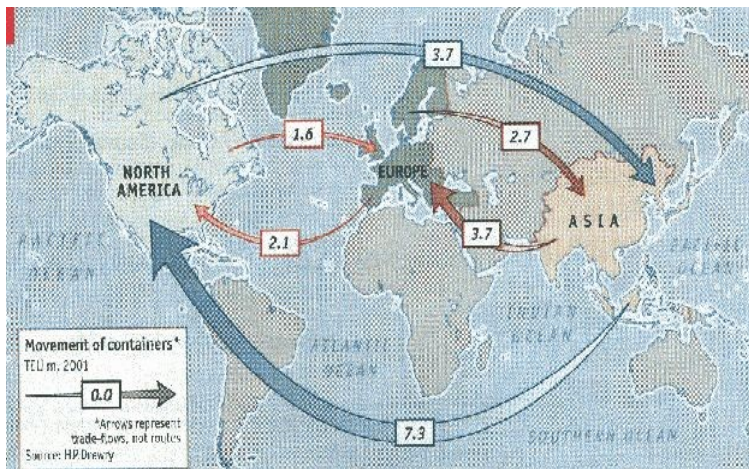 3.7
1.6
2.7
NORTH
AMERICA
EUROPE
ASIA
3.7
2.1
PACIFIC
OCEAN
OCEAN
INDIAN
OCEAN
ATLANTIC
OCEAN
7.3
SOUTHERN OCEAN
Movement of containers*
TEU m, 2001
0.0
*Arrows represent
trade-flows, not routes
Source: H.P. Drewry